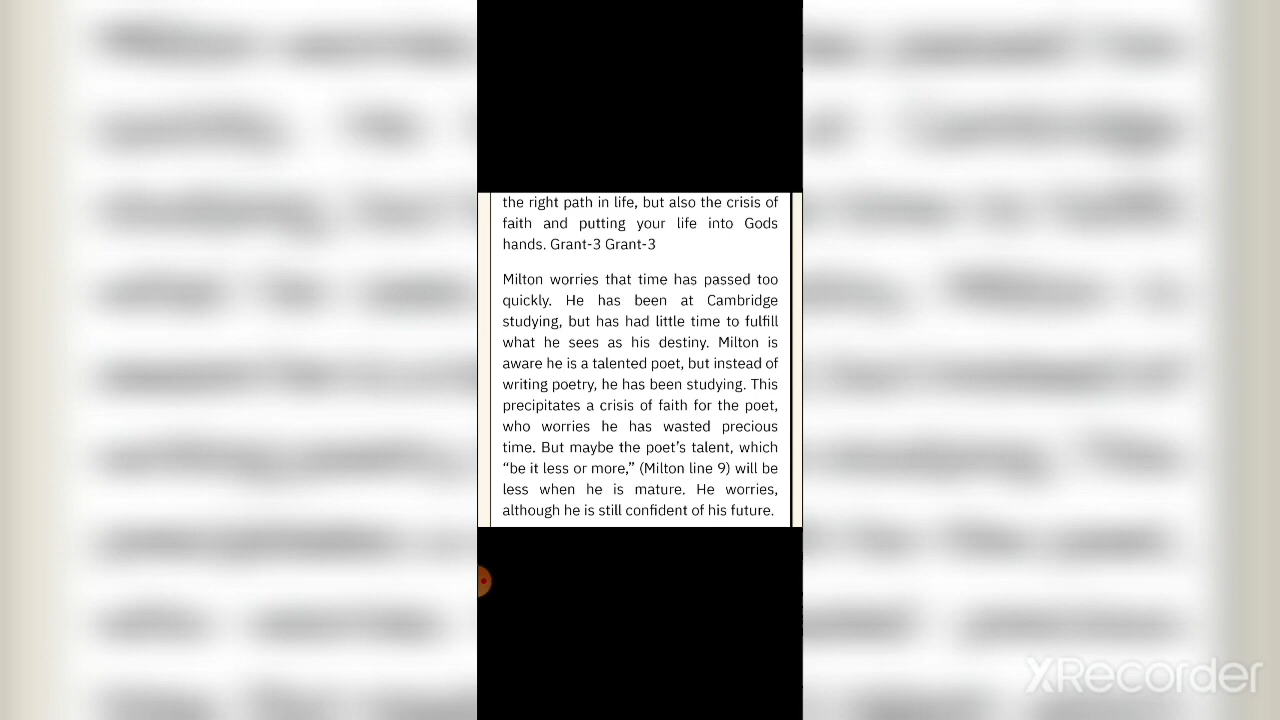 the right path in life, but also the crisis of
faith and putting your life into Gods
hands. Grant-3 Grant-3
Milton worries that time has passed too
quickly. He has been at Cambridge
studying, but has had little time to fulfill
what he sees as his destiny. Milton is
aware he is a talented poet, but instead of
writing poetry, he has been studying. This
precipitates a crisis of faith for the poet,
who worries he has wasted precious
time. But maybe the poet’s talent, which
“be it less or more,” (Milton line 9) will be
less when he is mature. He worries,
although he is still confident of his future.
XRecorder